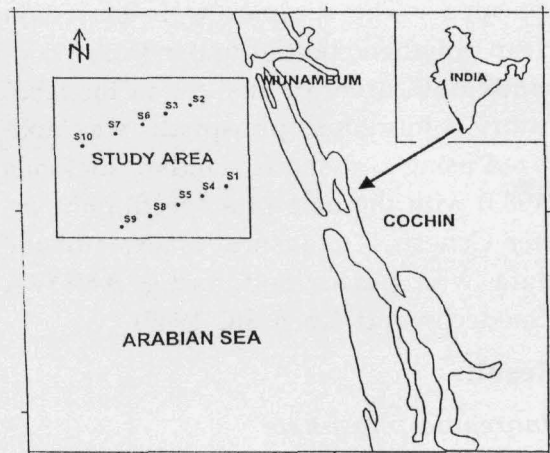 N
MUNAMBUM
INDIA
S2
S3
S6
S7
S10
STUDY AREA
S1
S4
S5
S8
S9
COCHIN
ARABIAN SEA